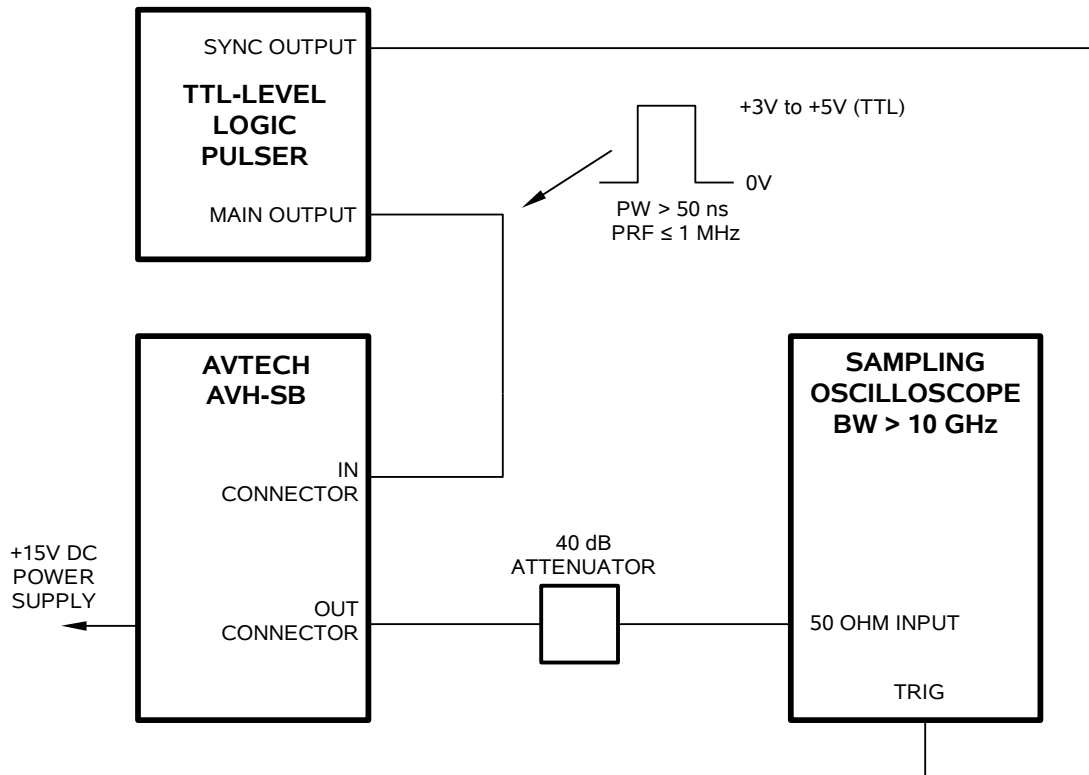 SYNC OUTPUT
TTL-LEVEL
LOGIC
PULSER
MAIN OUTPUT
+3V to +5V (TTL)
0V
PW > 50 ns
PRF ≤ 1 MHz
AVTECH
AVH-SB
IN
CONNECTOR
OUT
CONNECTOR
+15V DC
POWER
SUPPLY
40 dB
ATTENUATOR
SAMPLING
OSCILLOSCOPE
BW > 10 GHz
50 OHM INPUT
TRIG